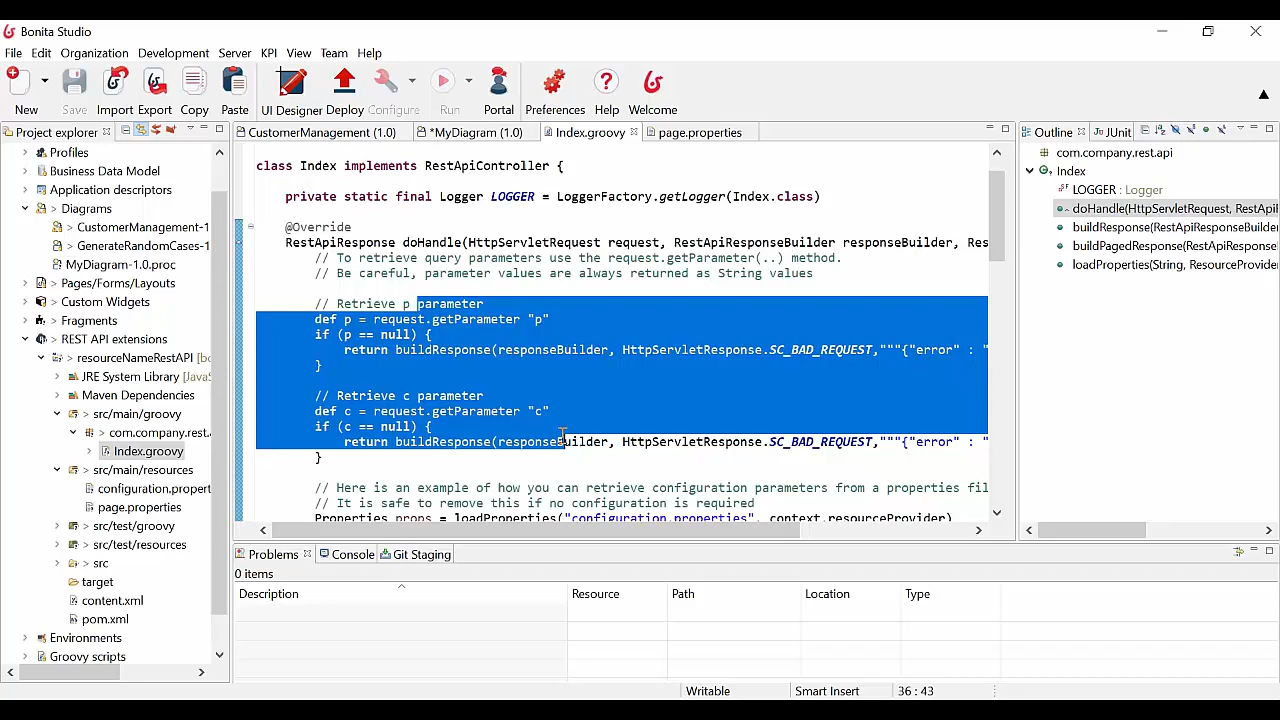 Bonita Studio
File Edit Organization Development Server KPI View Team Help
New Save Import Export Copy Paste UI Designer Deploy Configure Run Portal Preferences Help Welcome
Project explorer
Profiles
Business Data Model
Application descriptors
> Diagrams
> CustomerManagement-1
> GenerateRandomCases-1
MyDiagram-1.0.proc
> Pages/Forms/Layouts
> Custom Widgets
> Fragments
> REST API extensions
> resourceNameRestAPI [bo
JRE System Library [JavaS
Maven Dependencies
> src/main/groovy
> com.company.rest.
> Index.groovy
> src/main/resources
configuration.propert
page.properties
> src/test/groovy
> src/test/resources
> src
target
content.xml
pom.xml
Environments
> Groovy scripts
CustomerManagement (1.0) *MyDiagram (1.0) Index.groovy page.properties
class Index implements RestApiController {
private static final Logger LOGGER = LoggerFactory.getLogger(Index.class)
@Override
RestApiResponse doHandle(HttpServletRequest request, RestApiResponseBuilder responseBuilder, Res
// To retrieve query parameters use the request.getParameter(..) method.
// Be careful, parameter values are always returned as String values
// Retrieve p parameter
def p = request.getParameter "p"
if (p == null) {
return buildResponse(responseBuilder, HttpServletResponse.SC_BAD_REQUEST,"""{"error" : "
}
// Retrieve c parameter
def c = request.getParameter "c"
if (c == null) {
return buildResponse(responseBuilder, HttpServletResponse.SC_BAD_REQUEST,"""{"error" : "
}
// Here is an example of how you can retrieve configuration parameters from a properties fil
// It is safe to remove this if no configuration is required
Properties props = loadProperties("configuration.properties", context.resourceProvider)
Outline JUnit
com.company.rest.api
Index
LOGGER : Logger
doHandle(HttpServletRequest, RestApiI
buildResponse(RestApiResponseBuilder
buildPagedResponse(RestApiResponse
loadProperties(String, ResourceProvider
Problems Console Git Staging
0 items
Description Resource Path Location Type
Writable Smart Insert 36 : 43